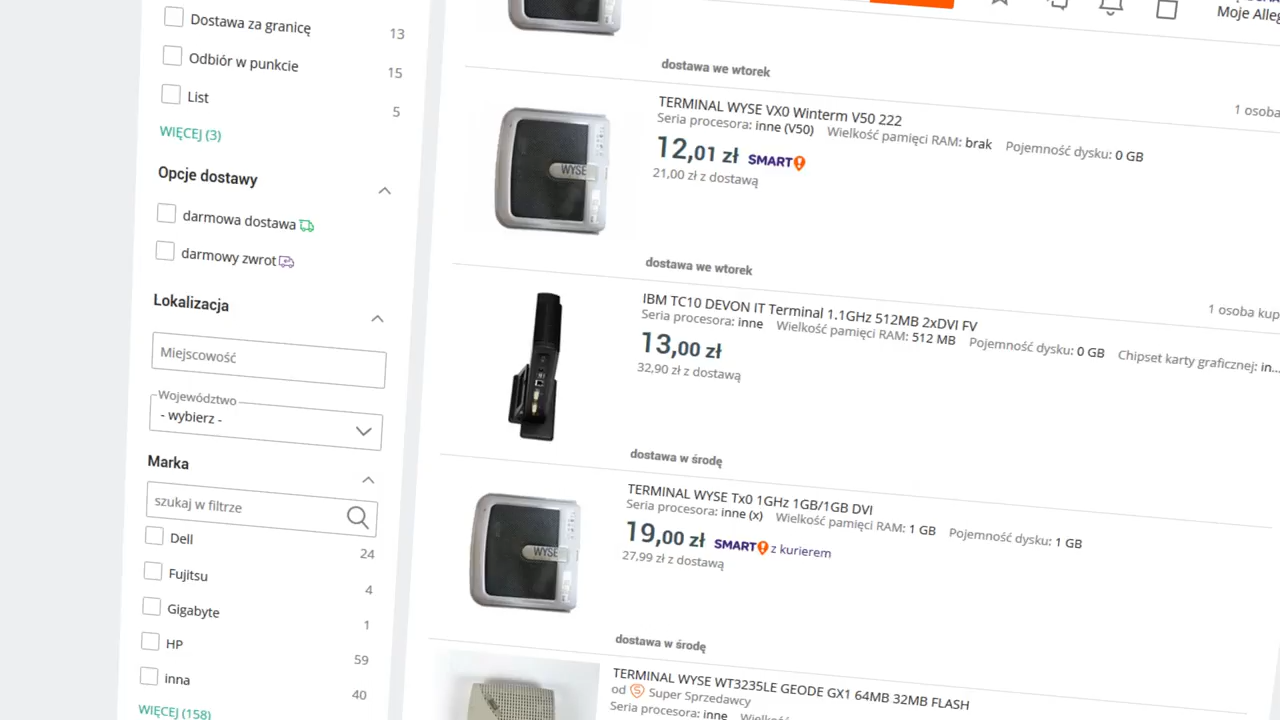 Dostawa za granicę 13
Odbiór w punkcie 15
List 5
WIĘCEJ (3)
Opcje dostawy
darmowa dostawa
darmowy zwrot
Lokalizacja
Miejscowość
Województwo
- wybierz -
Marka
szukaj w filtrze
Dell 24
Fujitsu 4
Gigabyte 1
HP 59
inna 40
WIĘCEJ (158)
Moje Alleg
dostawa we wtorek
1 osoba
TERMINAL WYSE VX0 Winterm V50 222
Seria procesora: inne (V50) Wielkość pamięci RAM: brak Pojemność dysku: 0 GB
12,01 zł SMART!
21,00 zł z dostawą
WYSE
dostawa we wtorek
1 osoba kup
IBM TC10 DEVON IT Terminal 1.1GHz 512MB 2xDVI FV
Seria procesora: inne Wielkość pamięci RAM: 512 MB Pojemność dysku: 0 GB Chipset karty graficznej: in...
13,00 zł
32,90 zł z dostawą
dostawa w środę
TERMINAL WYSE Tx0 1GHz 1GB/1GB DVI
Seria procesora: inne (x) Wielkość pamięci RAM: 1 GB Pojemność dysku: 1 GB
19,00 zł SMART! z kurierem
27,99 zł z dostawą
WYSE
dostawa w środę
TERMINAL WYSE WT3235LE GEODE GX1 64MB 32MB FLASH
od Super Sprzedawcy
Seria procesora: inne